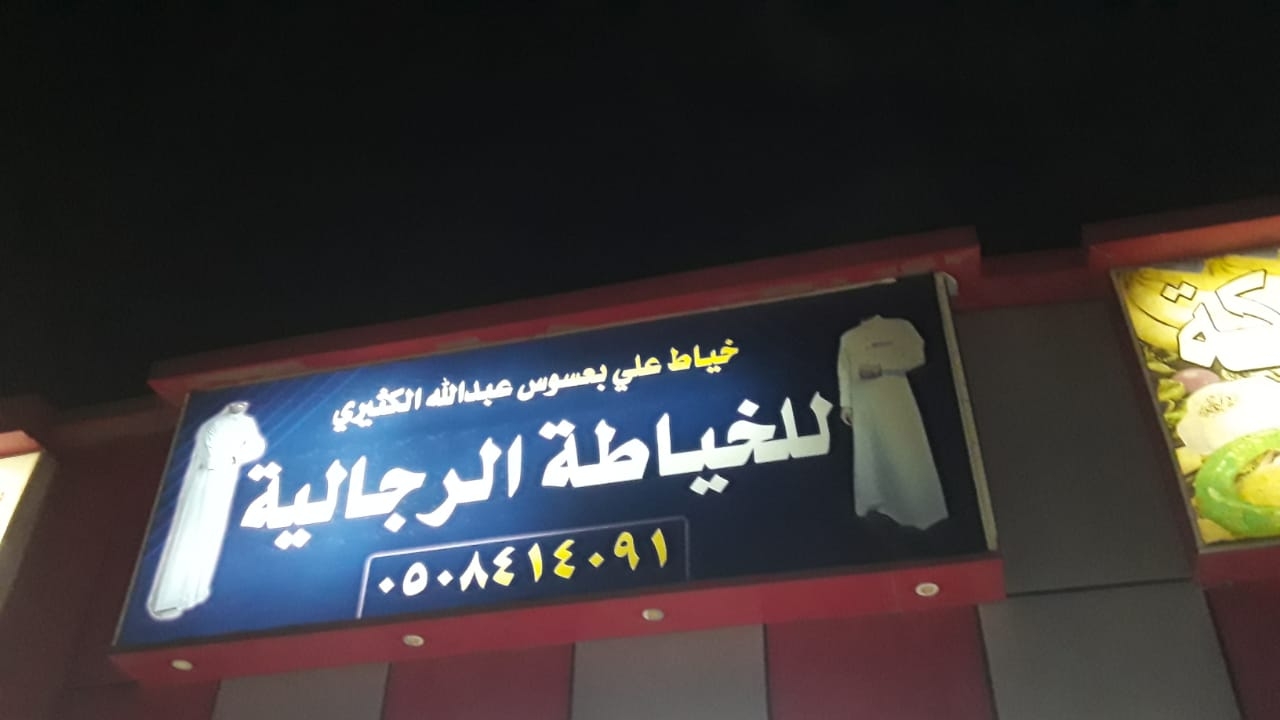 خياط علي بعسوس عبدالله الكثيري
للخياطة الرجالية
٠٥٠٨٤١٤٠٩١